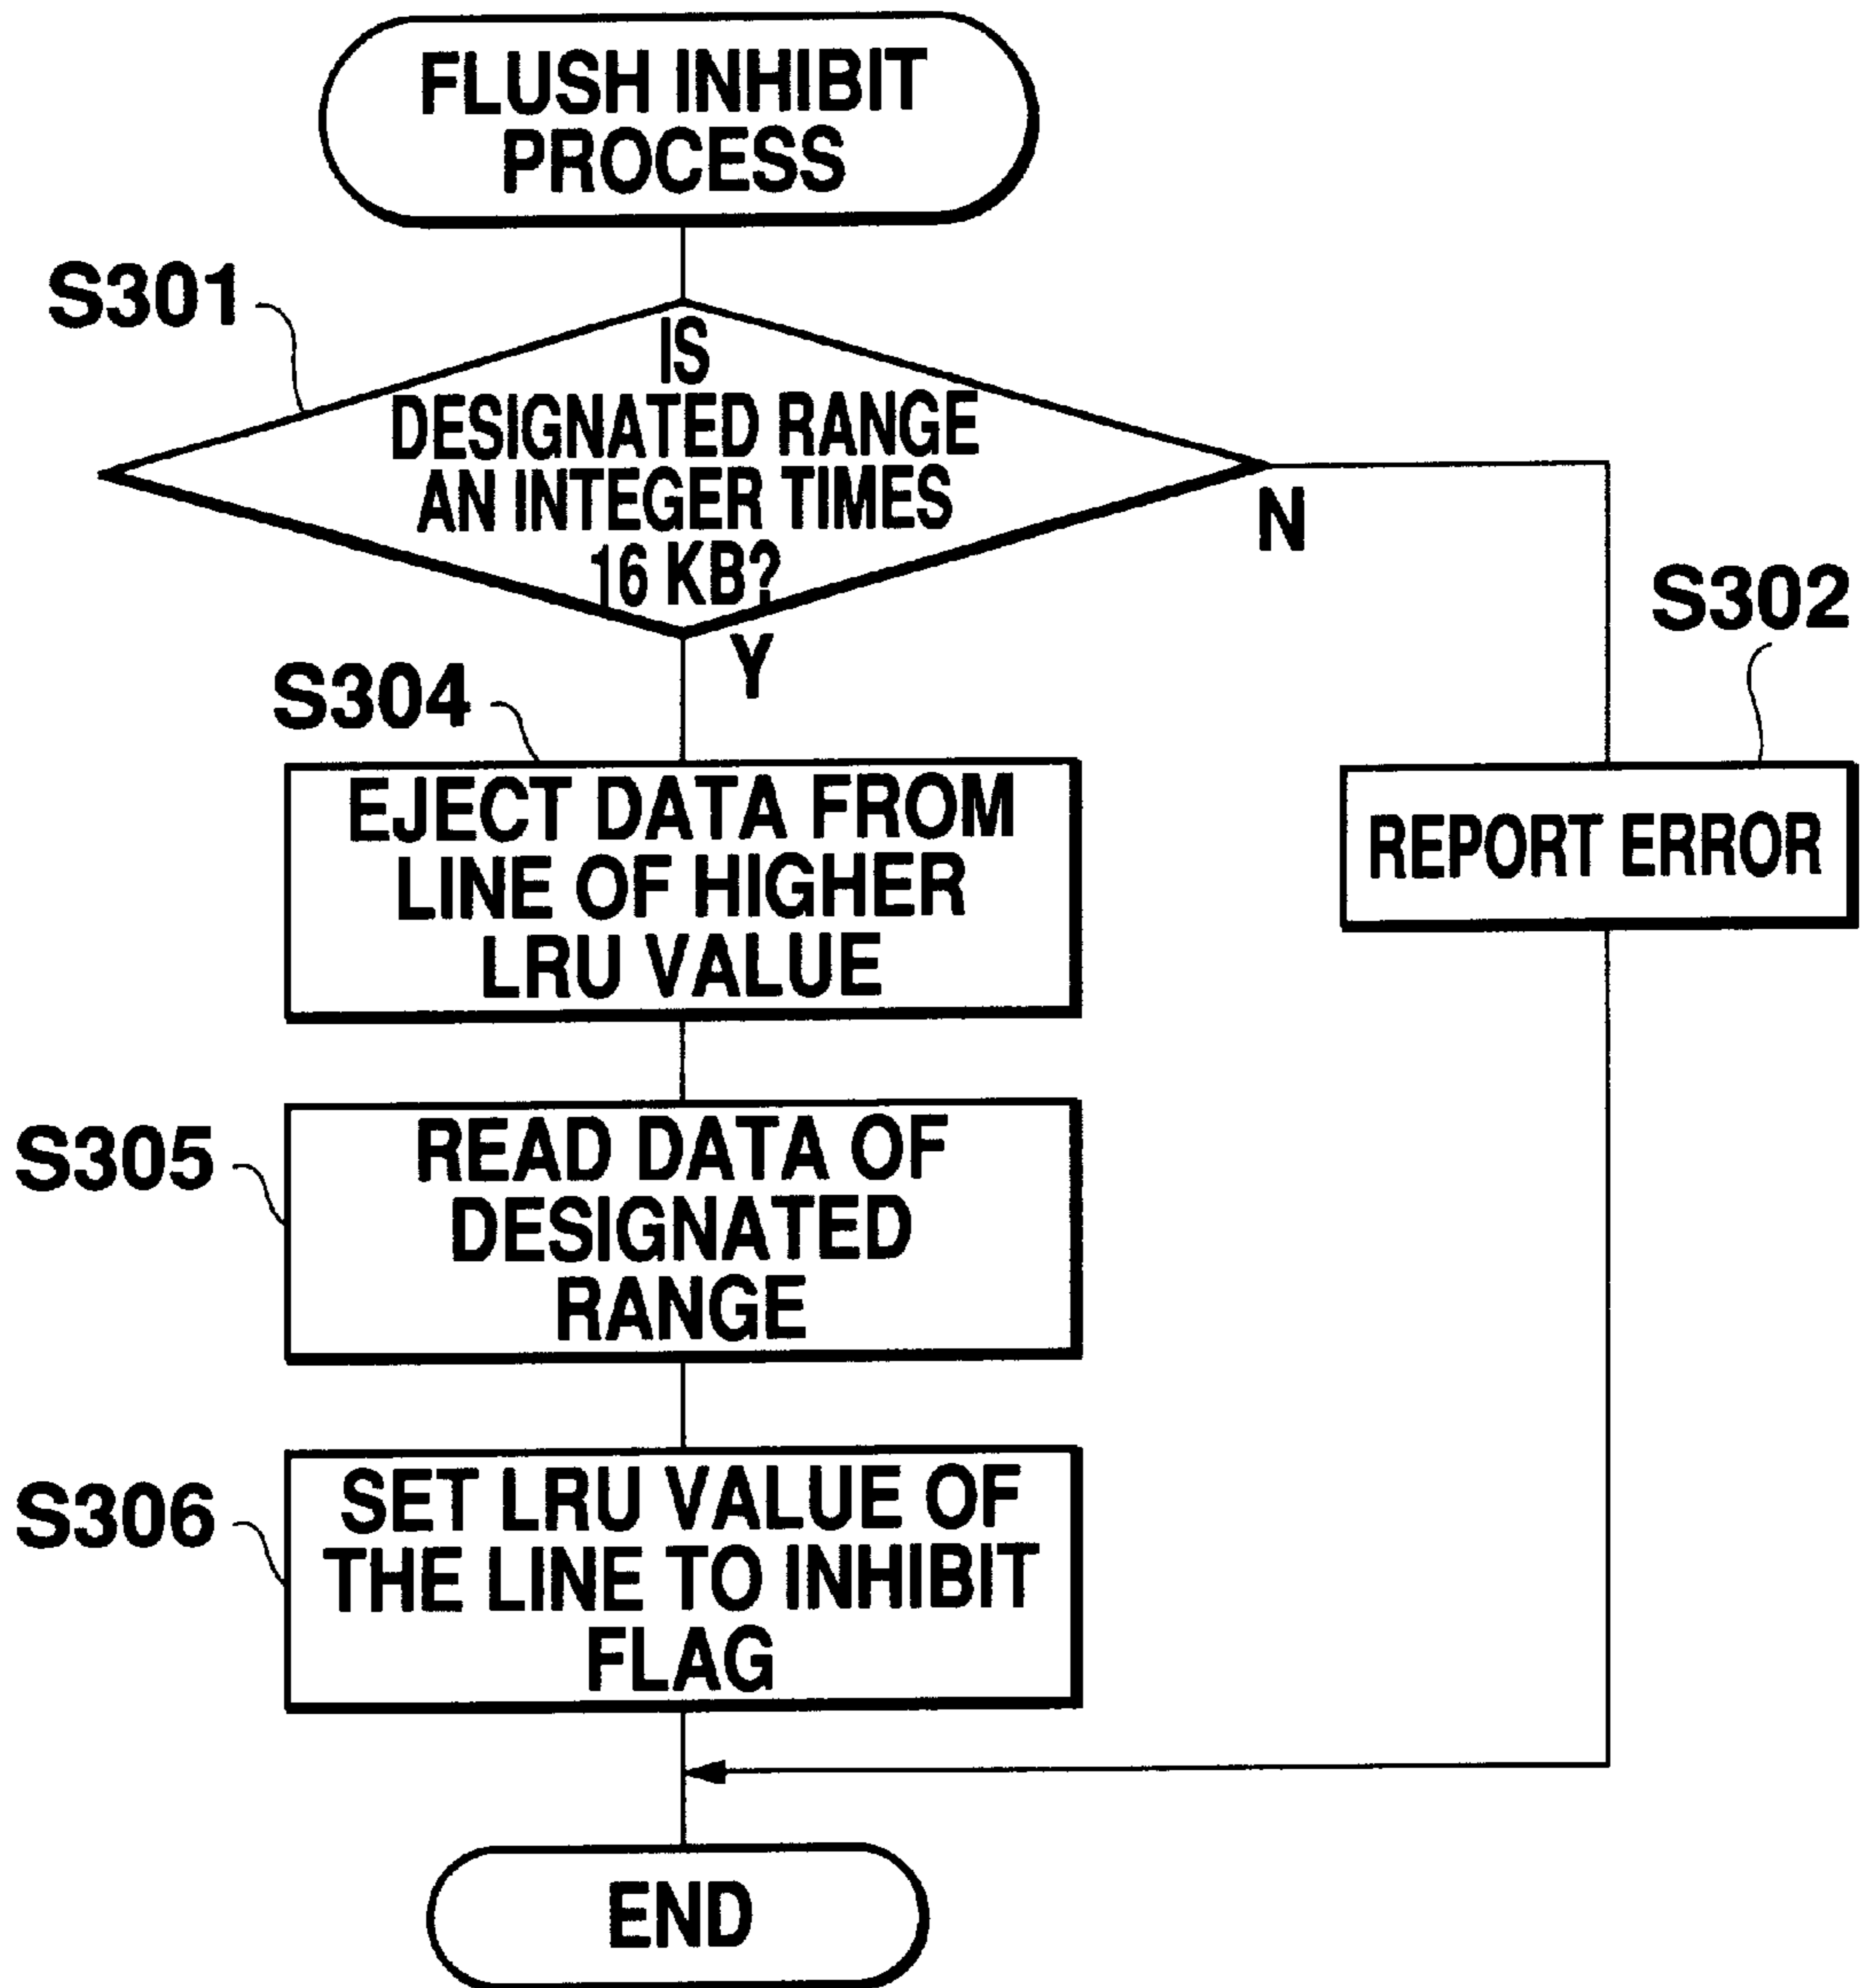 FLUSH INHIBIT
PROCESS
S301
IS
DESIGNATED RANGE
AN INTEGER TIMES
16 KB?
N
Y
S302
REPORT ERROR
S304
EJECT DATA FROM
LINE OF HIGHER
LRU VALUE
S305
READ DATA OF
DESIGNATED
RANGE
S306
SET LRU VALUE OF
THE LINE TO INHIBIT
FLAG
END